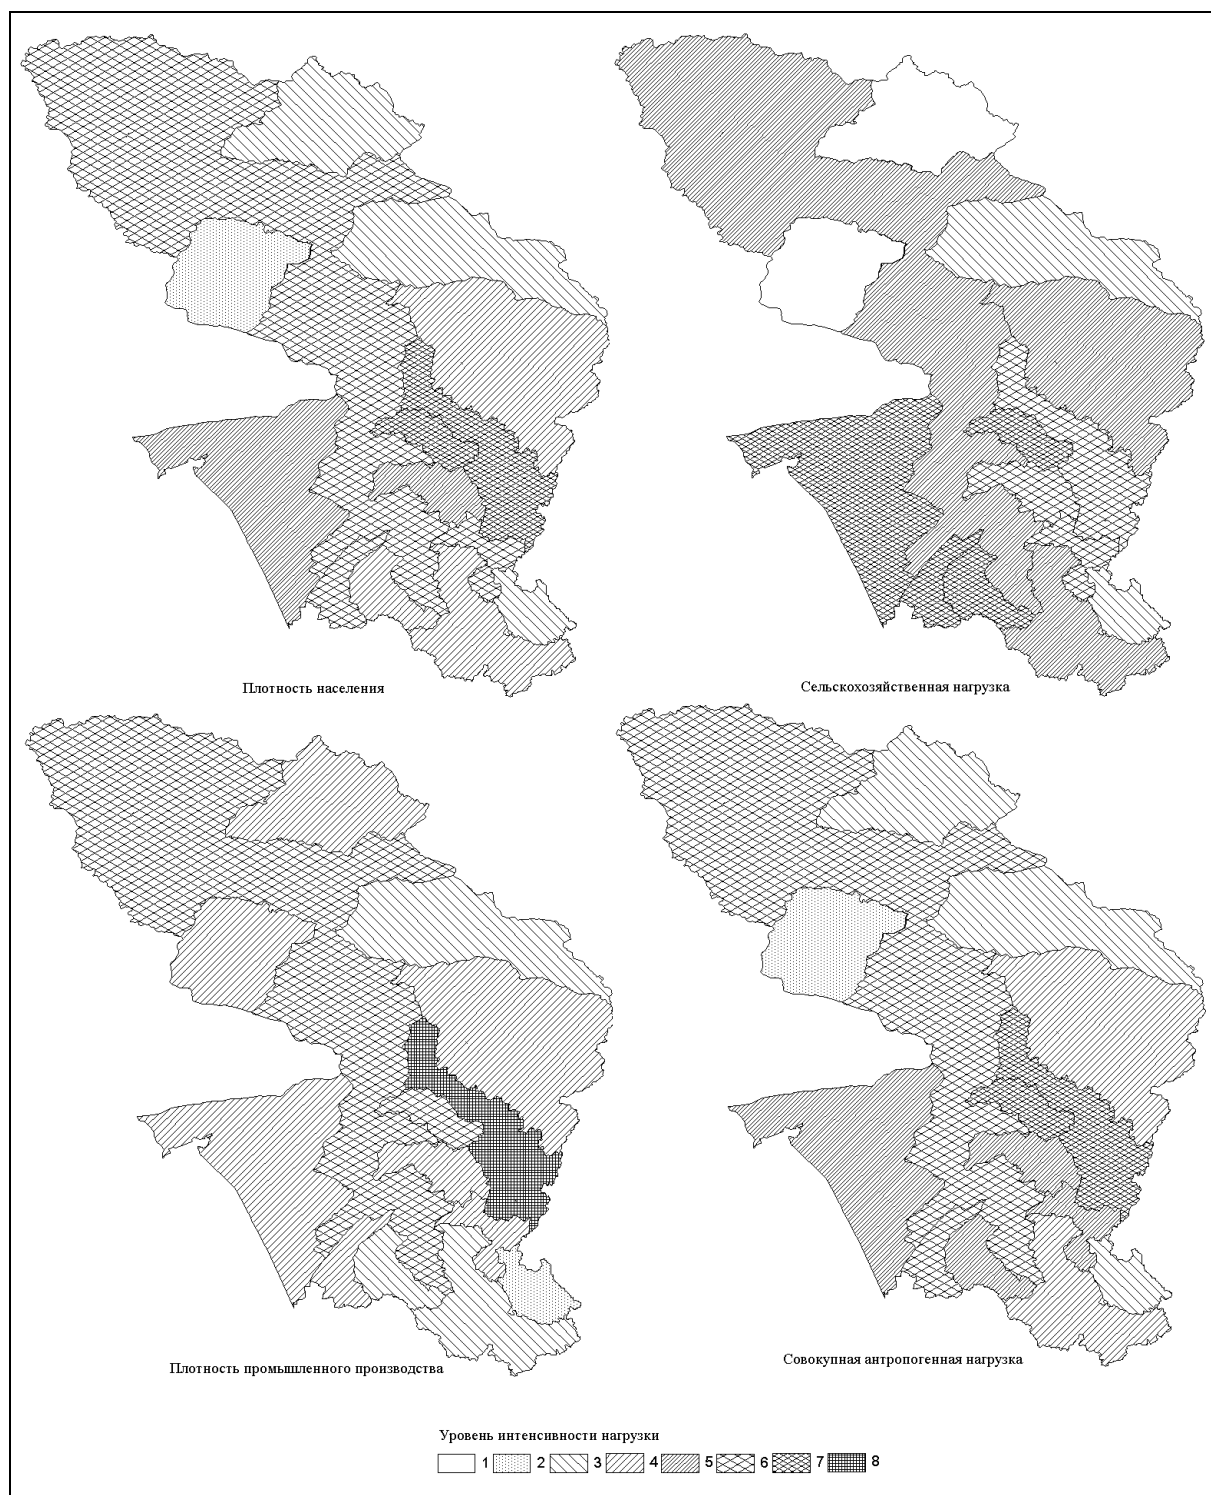 Плотность населения
Сельскохозяйственная нагрузка
Плотность промышленного производства
Совокупная антропогенная нагрузка
Уровень интенсивности нагрузки
1 2 3 4 5 6 7 8